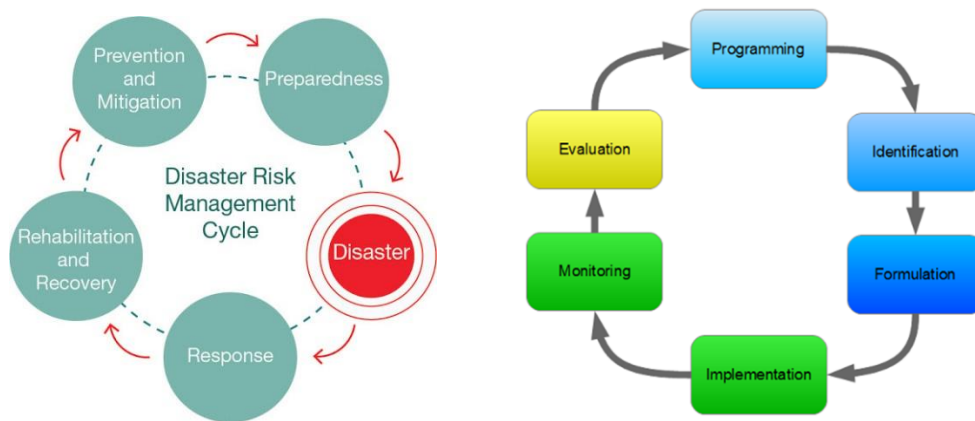 Prevention
and
Mitigation
Preparedness
Disaster Risk
Management
Cycle
Disaster
Rehabilitation
and
Recovery
Response
Programming
Evaluation
Identification
Monitoring
Formulation
Implementation